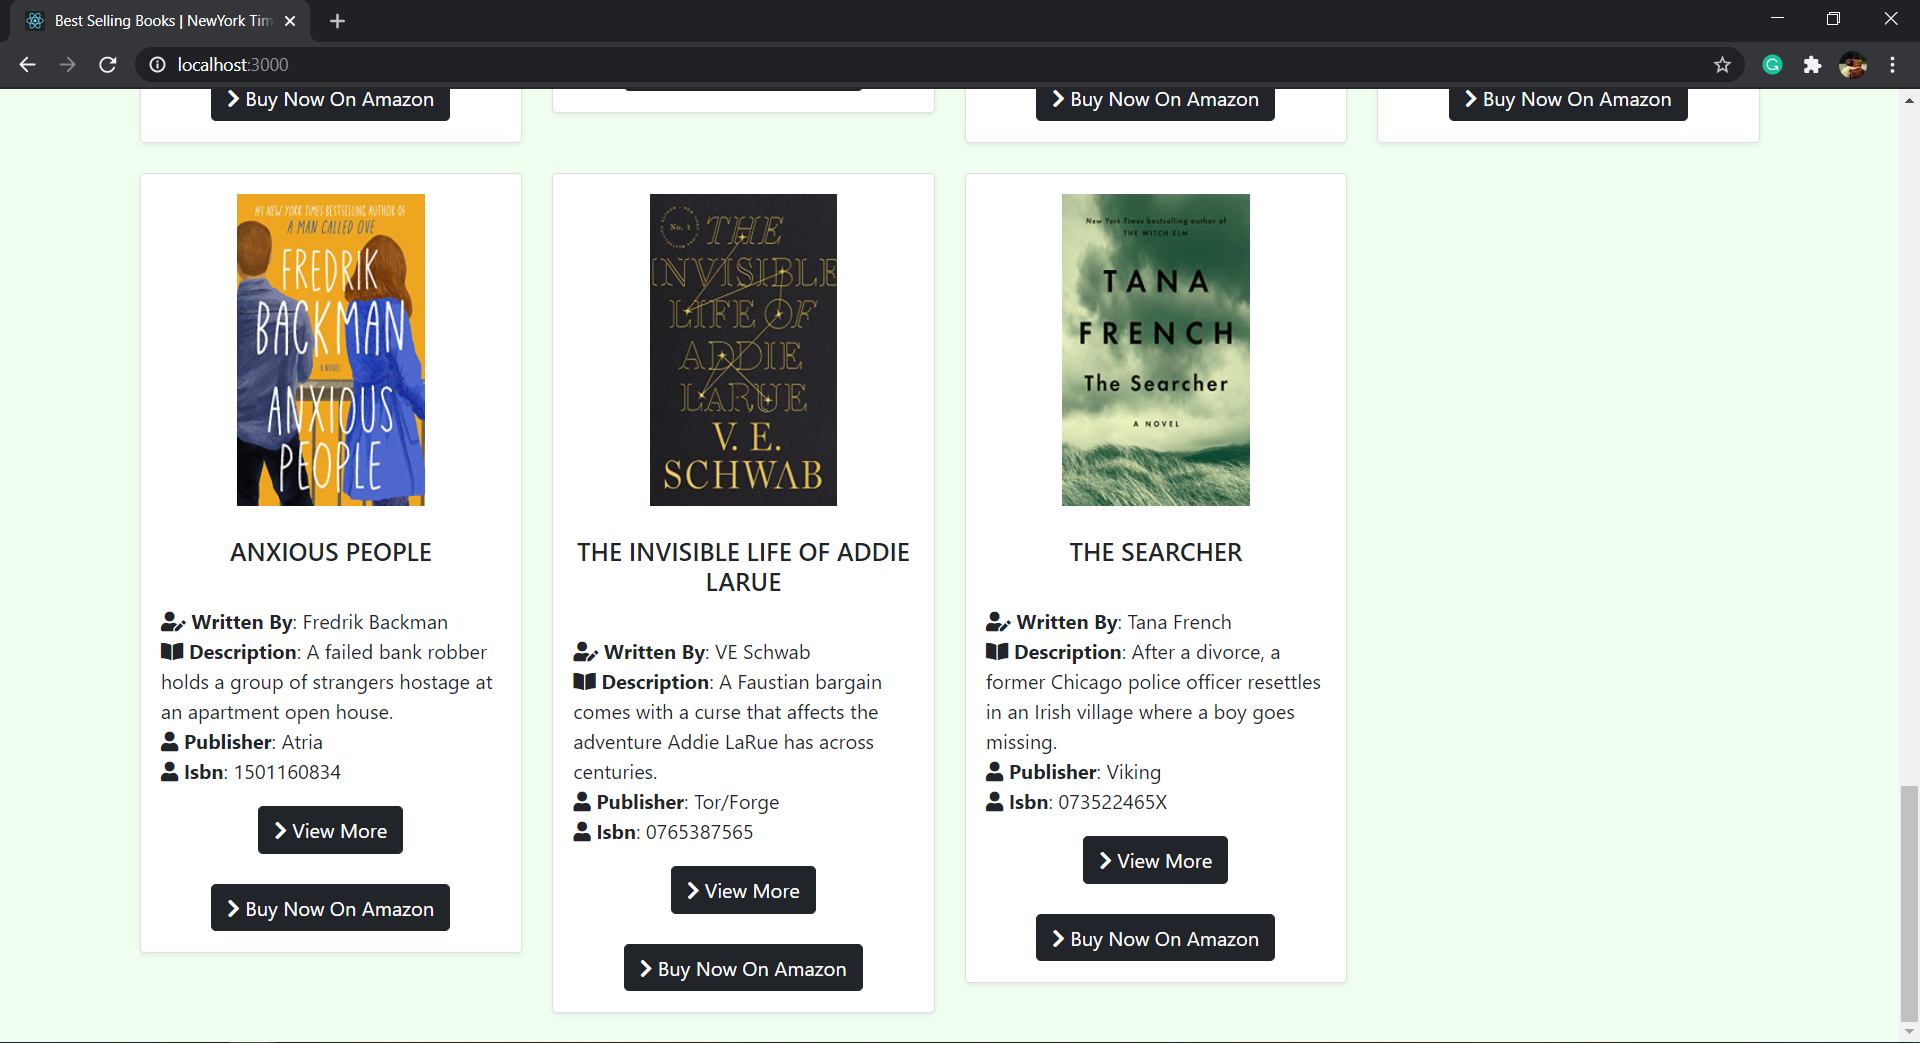 Best Selling Books | NewYork Tim
localhost:3000
Buy Now On Amazon
Buy Now On Amazon
Buy Now On Amazon
#1 NEW YORK TIMES BESTSELLING AUTHOR OF
A MAN CALLED OVE
FREDRIK
BACKMAN
A NOVEL
ANXIOUS
PEOPLE
ANXIOUS PEOPLE
Written By: Fredrik Backman
Description: A failed bank robber
holds a group of strangers hostage at
an apartment open house.
Publisher: Atria
Isbn: 1501160834
View More
Buy Now On Amazon
No. 1
THE
INVISIBLE
LIFE OF
ADDIE
LARUE
V. E.
SCHWAB
THE INVISIBLE LIFE OF ADDIE
LARUE
Written By: VE Schwab
Description: A Faustian bargain
comes with a curse that affects the
adventure Addie LaRue has across
centuries.
Publisher: Tor/Forge
Isbn: 0765387565
View More
Buy Now On Amazon
New York Times bestselling author of
THE WITCH ELM
TANA
FRENCH
The Searcher
A NOVEL
THE SEARCHER
Written By: Tana French
Description: After a divorce, a
former Chicago police officer resettles
in an Irish village where a boy goes
missing.
Publisher: Viking
Isbn: 073522465X
View More
Buy Now On Amazon